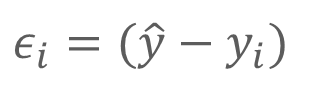 ϵᵢ = (ŷ − yᵢ)